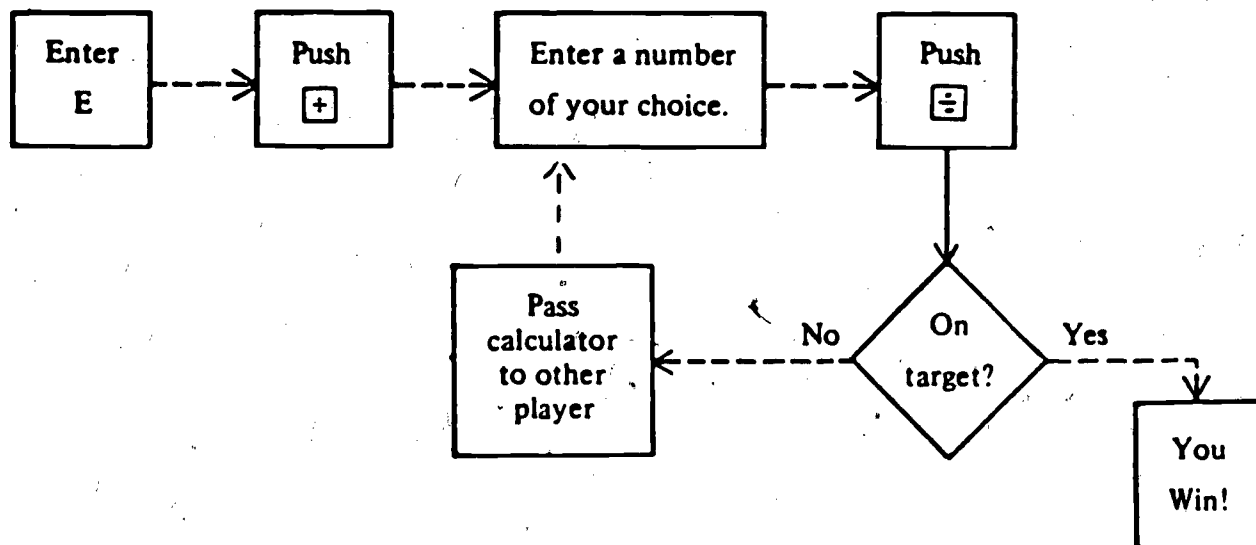 Enter
E
Push
+
Enter a number
of your choice.
Push
÷
Pass
calculator
to other
player
No
On
target?
Yes
You
Win!